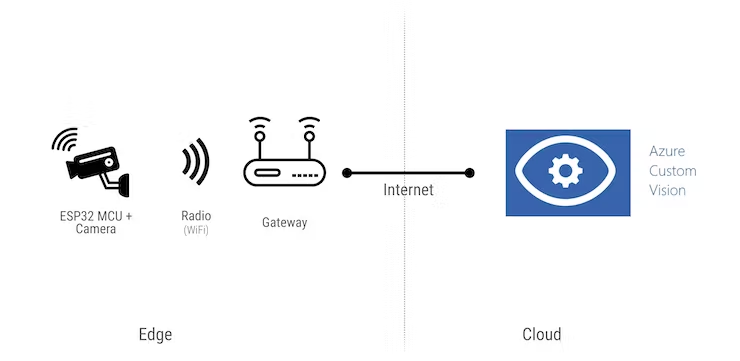 ESP32 MCU +
Camera
Radio
(WiFi)
Gateway
Internet
Azure
Custom
Vision
Edge
Cloud